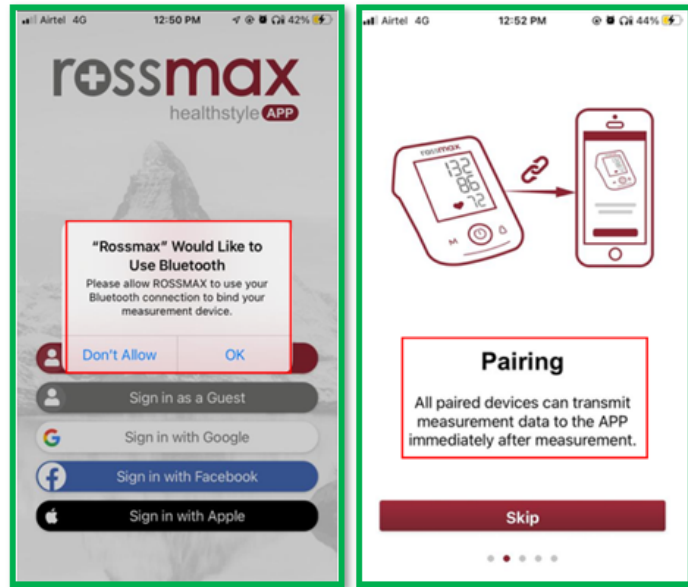 Airtel 4G 12:50 PM 42%
rossmax
healthstyle APP
"Rossmax" Would Like to
Use Bluetooth
Please allow ROSSMAX to use your
Bluetooth connection to bind your
measurement device.
Don't Allow OK
Sign in as a Guest
Sign in with Google
Sign in with Facebook
Sign in with Apple
Airtel 4G 12:52 PM 44%
rossmax
132
86
72
M
Pairing
All paired devices can transmit
measurement data to the APP
immediately after measurement.
Skip